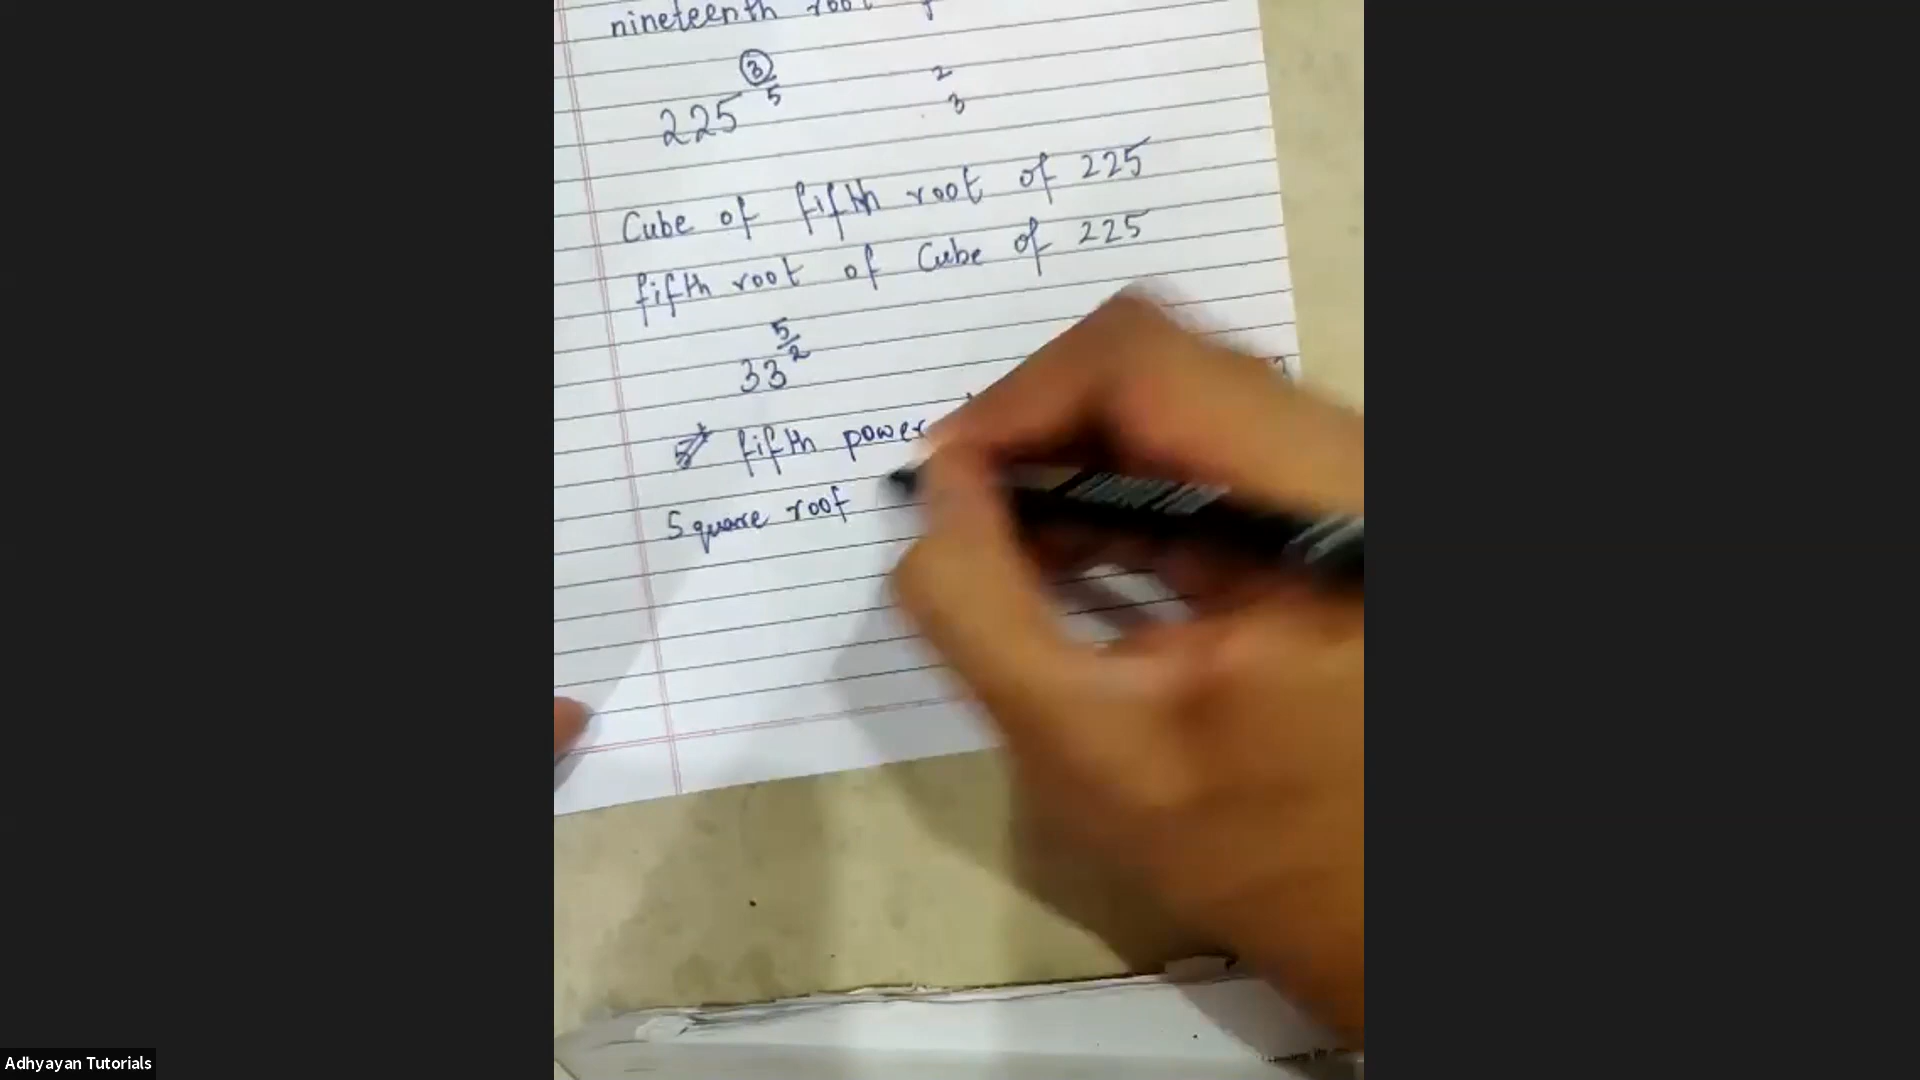 nineteenth root
225^(3/5)
2
3
Cube of fifth root of 225
fifth root of Cube of 225
33^(5/2)
fifth power
Square root
Adhyayan Tutorials